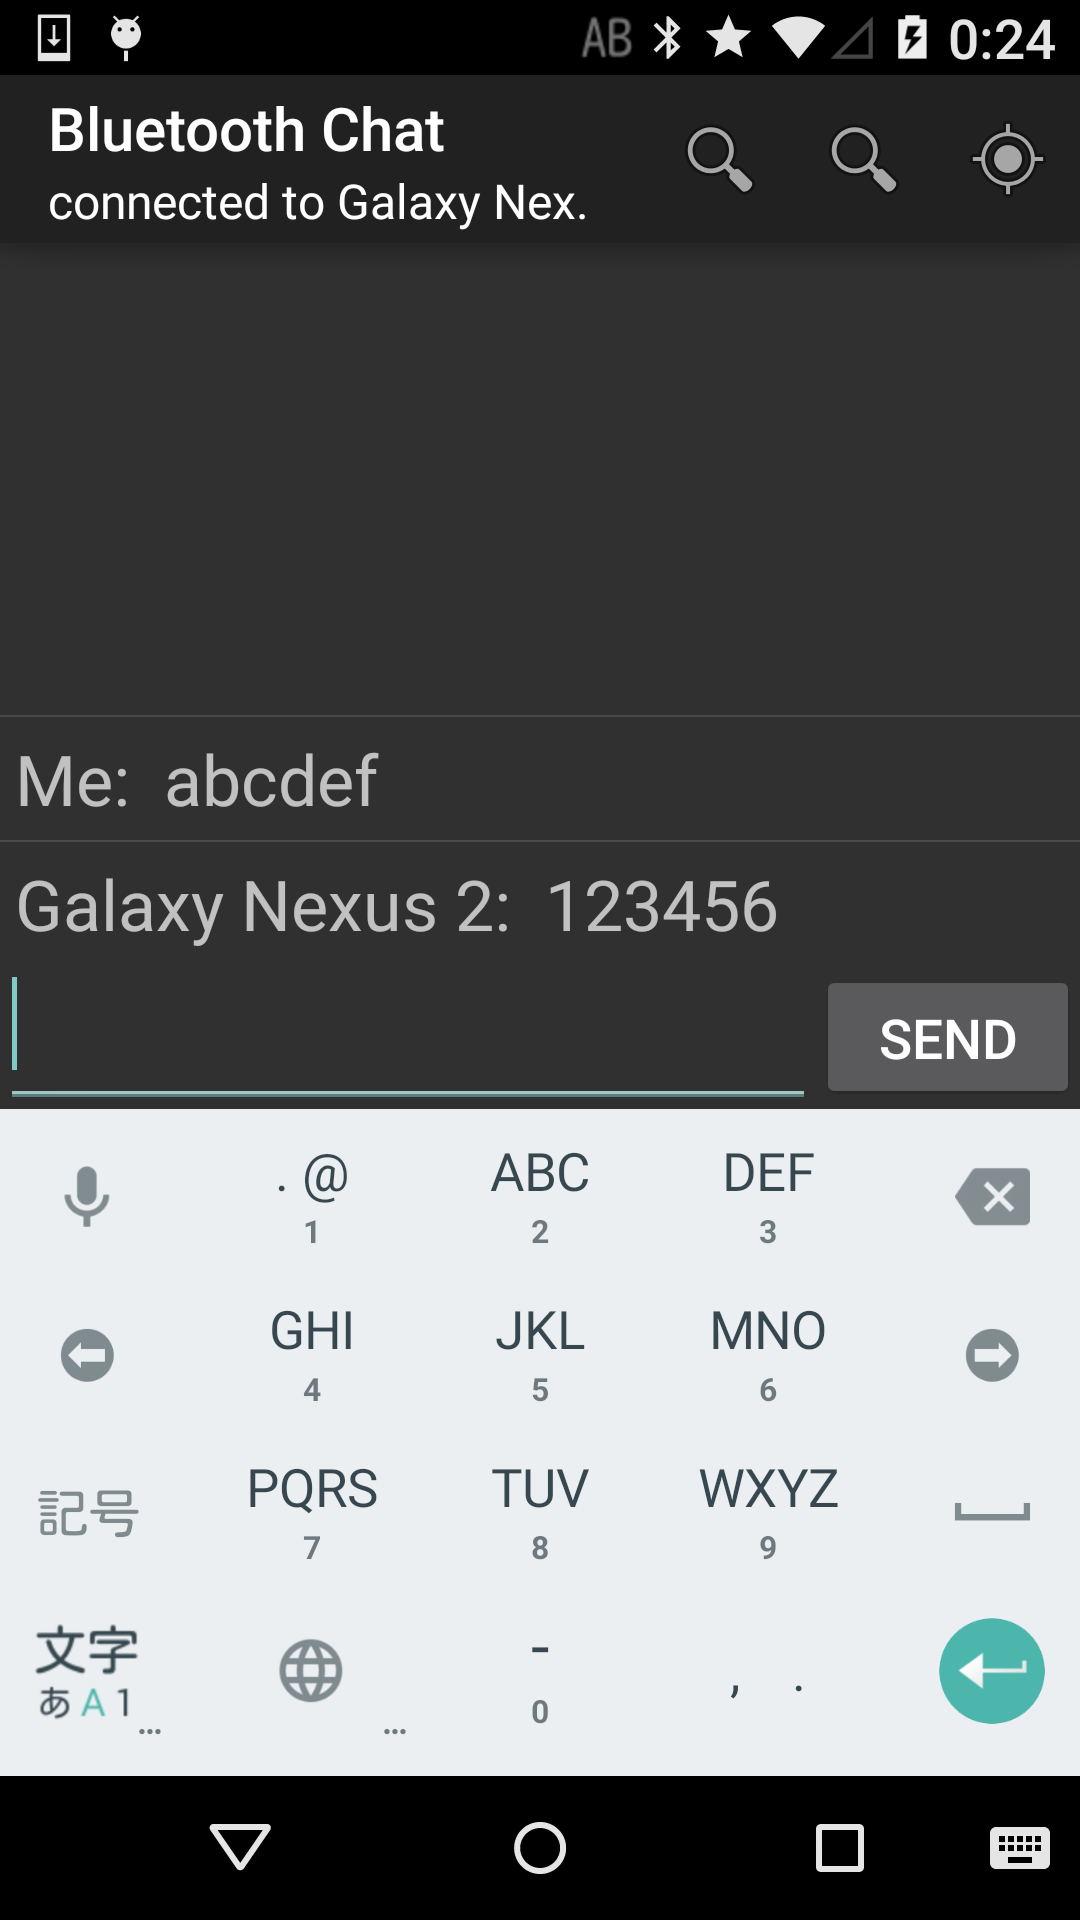 AB 0:24
Bluetooth Chat
connected to Galaxy Nex.
Me: abcdef
Galaxy Nexus 2: 123456
SEND
. @ ABC DEF
1 2 3
GHI JKL MNO
4 5 6
記号 PQRS TUV WXYZ
7 8 9
文字 - , .
あ A 1 ... ... 0